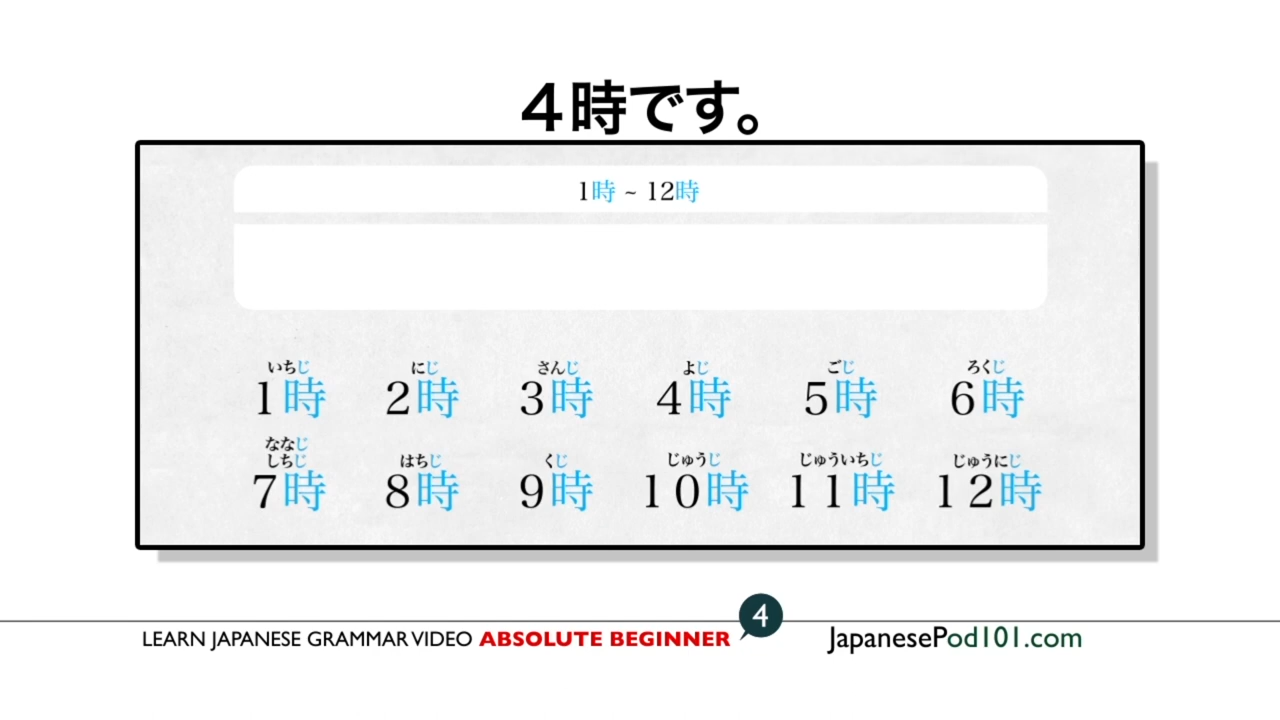 ４時です。
1時 ~ 12時
いちじ にじ さんじ よじ ごじ ろくじ
1時 2時 3時 4時 5時 6時
ななじ
しちじ はちじ くじ じゅうじ じゅういちじ じゅうにじ
7時 8時 9時 10時 11時 12時
4
LEARN JAPANESE GRAMMAR VIDEO ABSOLUTE BEGINNER JapanesePod101.com